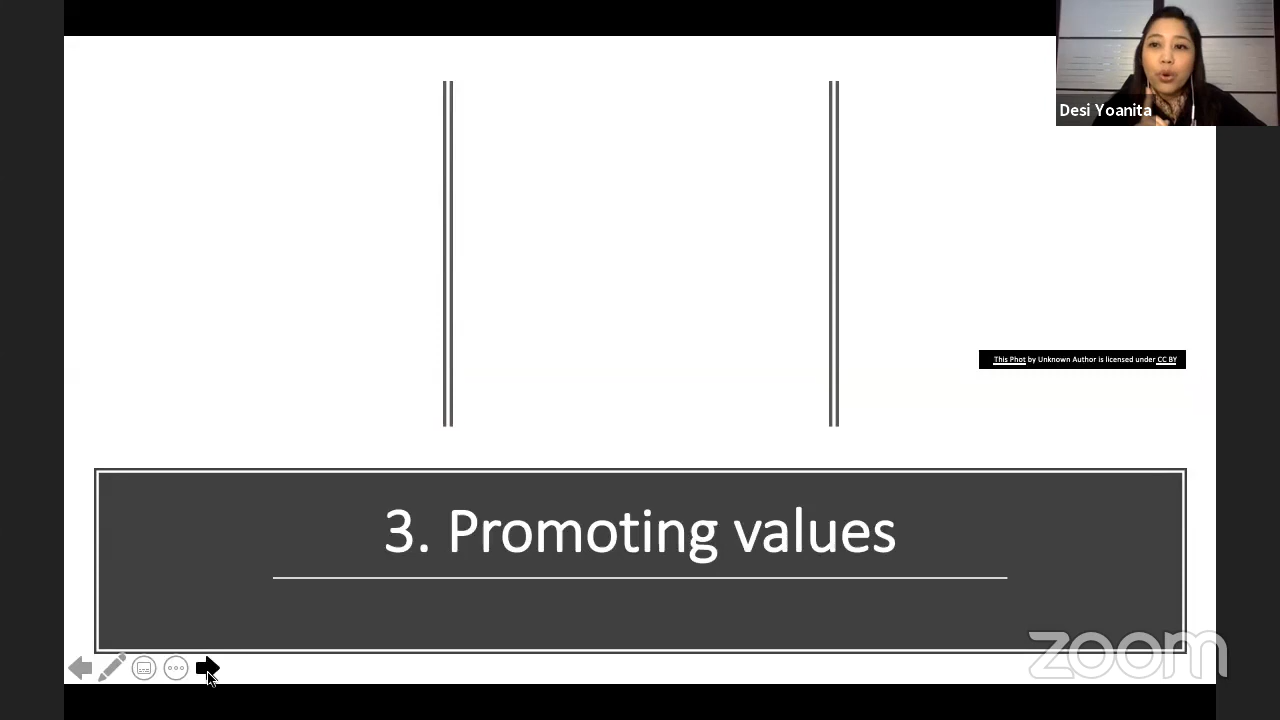 Desi Yoanita
This Phot by Unknown Author is licensed under CC BY
3. Promoting values
zoom